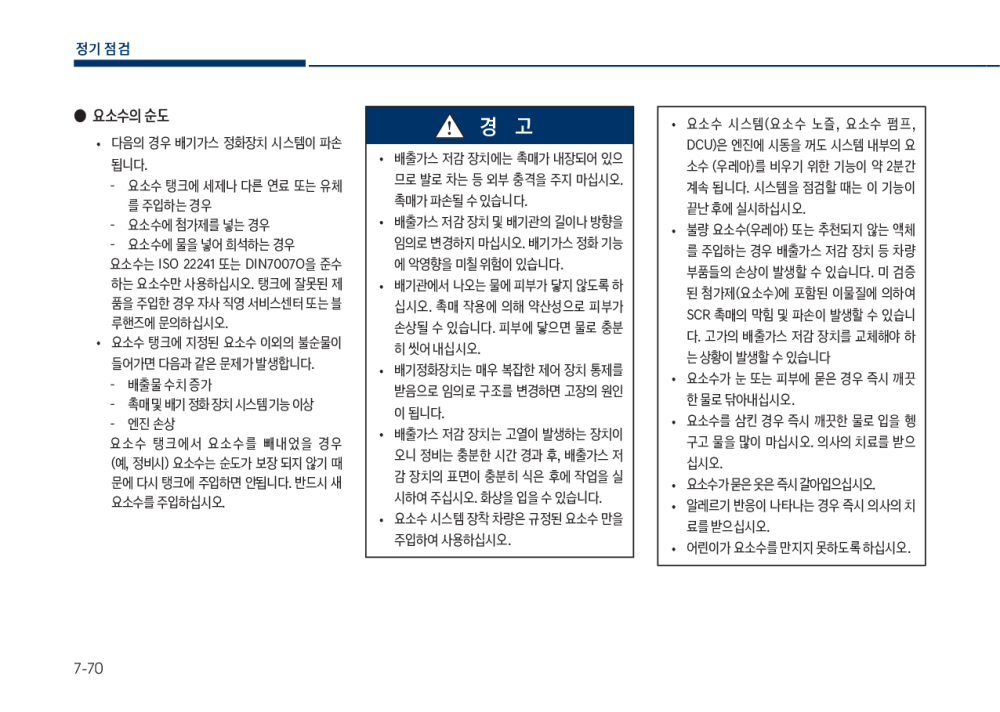 정기 점검
● 요소수의 순도
• 다음의 경우 배기가스 정화장치 시스템이 파손
됩니다.
- 요소수 탱크에 세제나 다른 연료 또는 유체
를 주입하는 경우
- 요소수에 첨가제를 넣는 경우
- 요소수에 물을 넣어 희석하는 경우
요소수는 ISO 22241 또는 DIN70070을 준수
하는 요소수만 사용하십시오. 탱크에 잘못된 제
품을 주입한 경우 자사 직영 서비스센터 또는 블
루핸즈에 문의하십시오.
• 요소수 탱크에 지정된 요소수 이외의 불순물이
들어가면 다음과 같은 문제가 발생합니다.
- 배출물 수치 증가
- 촉매 및 배기 정화 장치 시스템 기능 이상
- 엔진 손상
요소수 탱크에서 요소수를 빼내었을 경우
(예, 정비시) 요소수는 순도가 보장 되지 않기 때
문에 다시 탱크에 주입하면 안됩니다. 반드시 새
요소수를 주입하십시오.
경 고
• 배출가스 저감 장치에는 촉매가 내장되어 있으
므로 발로 차는 등 외부 충격을 주지 마십시오.
촉매가 파손될 수 있습니다.
• 배출가스 저감 장치 및 배기관의 길이나 방향을
임의로 변경하지 마십시오. 배기가스 정화 기능
에 악영향을 미칠 위험이 있습니다.
• 배기관에서 나오는 물에 피부가 닿지 않도록 하
십시오. 촉매 작용에 의해 약산성으로 피부가
손상될 수 있습니다. 피부에 닿으면 물로 충분
히 씻어 내십시오.
• 배기정화장치는 매우 복잡한 제어 장치 통제를
받음으로 임의로 구조를 변경하면 고장의 원인
이 됩니다.
• 배출가스 저감 장치는 고열이 발생하는 장치이
오니 정비는 충분한 시간 경과 후, 배출가스 저
감 장치의 표면이 충분히 식은 후에 작업을 실
시하여 주십시오. 화상을 입을 수 있습니다.
• 요소수 시스템 장착 차량은 규정된 요소수 만을
주입하여 사용하십시오.
• 요소수 시스템(요소수 노즐, 요소수 펌프,
DCU)은 엔진에 시동을 꺼도 시스템 내부의 요
소수 (우레아)를 비우기 위한 기능이 약 2분간
계속 됩니다. 시스템을 점검할 때는 이 기능이
끝난 후에 실시하십시오.
• 불량 요소수(우레아) 또는 추천되지 않는 액체
를 주입하는 경우 배출가스 저감 장치 등 차량
부품들의 손상이 발생할 수 있습니다. 미 검증
된 첨가제(요소수)에 포함된 이물질에 의하여
SCR 촉매의 막힘 및 파손이 발생할 수 있습니
다. 고가의 배출가스 저감 장치를 교체해야 하
는 상황이 발생할 수 있습니다
• 요소수가 눈 또는 피부에 묻은 경우 즉시 깨끗
한 물로 닦아내십시오.
• 요소수를 삼킨 경우 즉시 깨끗한 물로 입을 헹
구고 물을 많이 마십시오. 의사의 치료를 받으
십시오.
• 요소수가 묻은 옷은 즉시 갈아입으십시오.
• 알레르기 반응이 나타나는 경우 즉시 의사의 치
료를 받으십시오.
• 어린이가 요소수를 만지지 못하도록 하십시오.
7-70